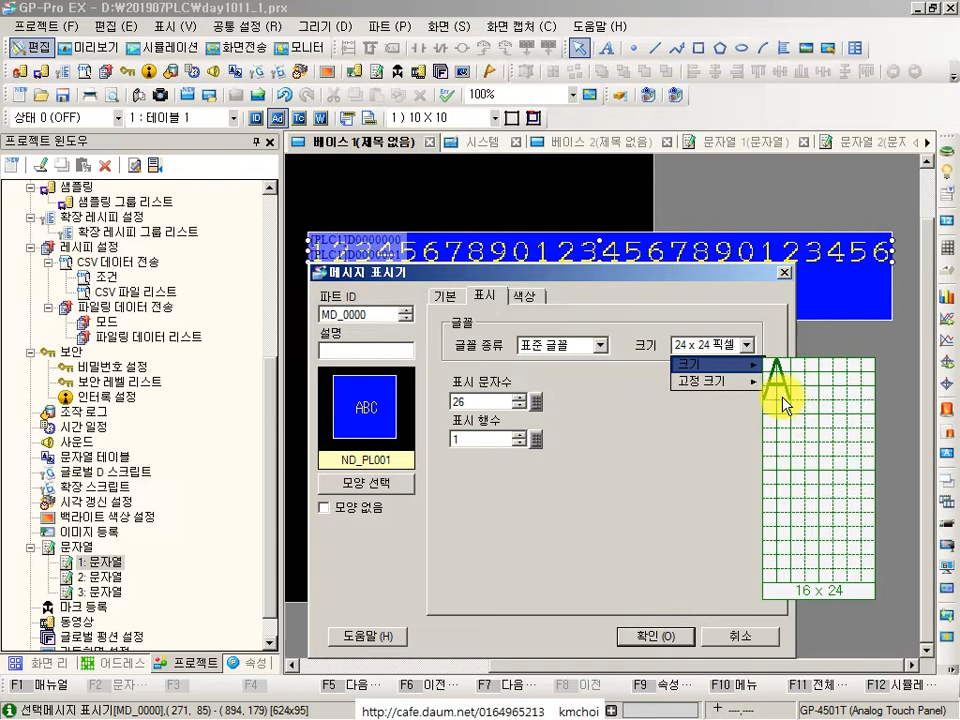 GP-Pro EX - D:\201907PLC\day1011_1.prx
프로젝트 (F) 편집 (E) 표시 (V) 공통 설정 (R) 그리기 (D) 파트 (P) 화면 (S) 화면 캡처 (C) 도움말 (H)
편집 미리보기 시뮬레이션 화면전송 모니터
100%
상태 0 (OFF) 1 : 테이블 1 ID Ad Tc W 1 ) 10 X 10
프로젝트 윈도우
베이스 1(제목 없음) 시스템 베이스 2(제목 없음) 문자열 1(문자열) 문자열 2(문
샘플링
샘플링 그룹 리스트
확장 레시피 설정
확장 레시피 그룹 리스트
레시피 설정
CSV 데이터 전송
조건
CSV 파일 리스트
파일링 데이터 전송
모드
파일링 데이터 리스트
보안
비밀번호 설정
보안 레벨 리스트
인터록 설정
조작 로그
시간 일정
사운드
문자열 테이블
글로벌 D 스크립트
확장 스크립트
시각 갱신 설정
백라이트 색상 설정
이미지 등록
문자열
1: 문자열
2: 문자열
3: 문자열
마크 등록
동영상
글로벌 펑션 설정
화면 리 어드레스 프로젝트 속성
[PLC1]D0000000
[PLC1]D0000001
12345678901234567890123456
메시지 표시기
파트 ID
MD_0000
설명
ABC
ND_PL001
모양 선택
모양 없음
기본 표시 색상
글꼴
글꼴 종류 표준 글꼴 크기 24 x 24 픽셀
크기
고정 크기
표시 문자수
26
표시 행수
1
A
16 x 24
도움말 (H) 확인 (O) 취소
F1 매뉴얼 F2 문자… F3 F4 F5 다음… F6 이전… F7 다음… F8 이전 F9 속성… F10 메뉴 F11 전체… F12 시뮬레…
선택메시지 표시기[MD_0000],( 271, 85) - ( 894, 179) [624x95]
http://cafe.daum.net/0164965213 kmchoi
GP-4501T (Analog Touch Panel)